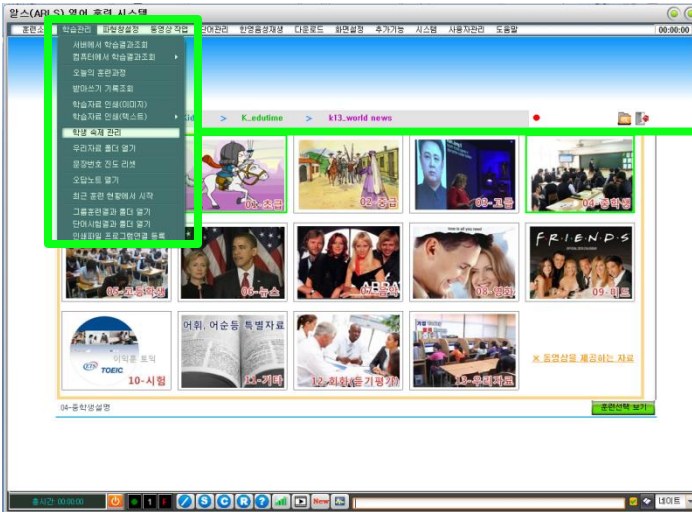 알스(ARLS) 영어 훈련 시스템
훈련소 학습관리 파형창설정 동영상 작업 단어관리 한영음성재생 다운로드 화면설정 추가기능 시스템 사용자관리 도움말 00:00:00
서버에서 학습결과조회
컴퓨터에서 학습결과조회
오늘의 훈련과정
받아쓰기 기록조회
학습자료 인쇄(이미지)
학습자료 인쇄(텍스트)
학생 숙제 관리
우리자료 폴더 열기
문장번호 진도 리셋
오답노트 열기
최근 훈련 현황에서 시작
그룹훈련결과 폴더 열기
단어시험결과 폴더 열기
인쇄파일 프로그램연결 등록
> K_edutime > k13_world news
01-초급
02-중급
03-고급
04-중학생
05-고등학생
06-뉴스
ABBA
08-영화
F·R·I·E·N·D·S
09-미드
이익훈 토익
TOEIC
10-시험
어휘, 어순등 특별자료
11-기타
12-회화(듣기평가)
13-우리자료
※ 동영상을 제공하는 자료
04-중학생설명
훈련선택 보기
총시간: 00:00:00 1 S C R ? New 네이트